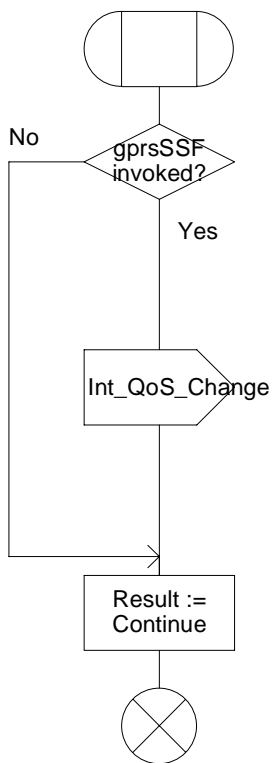 gprsSSF
invoked?
No
Yes
Int_QoS_Change
Result :=
Continue